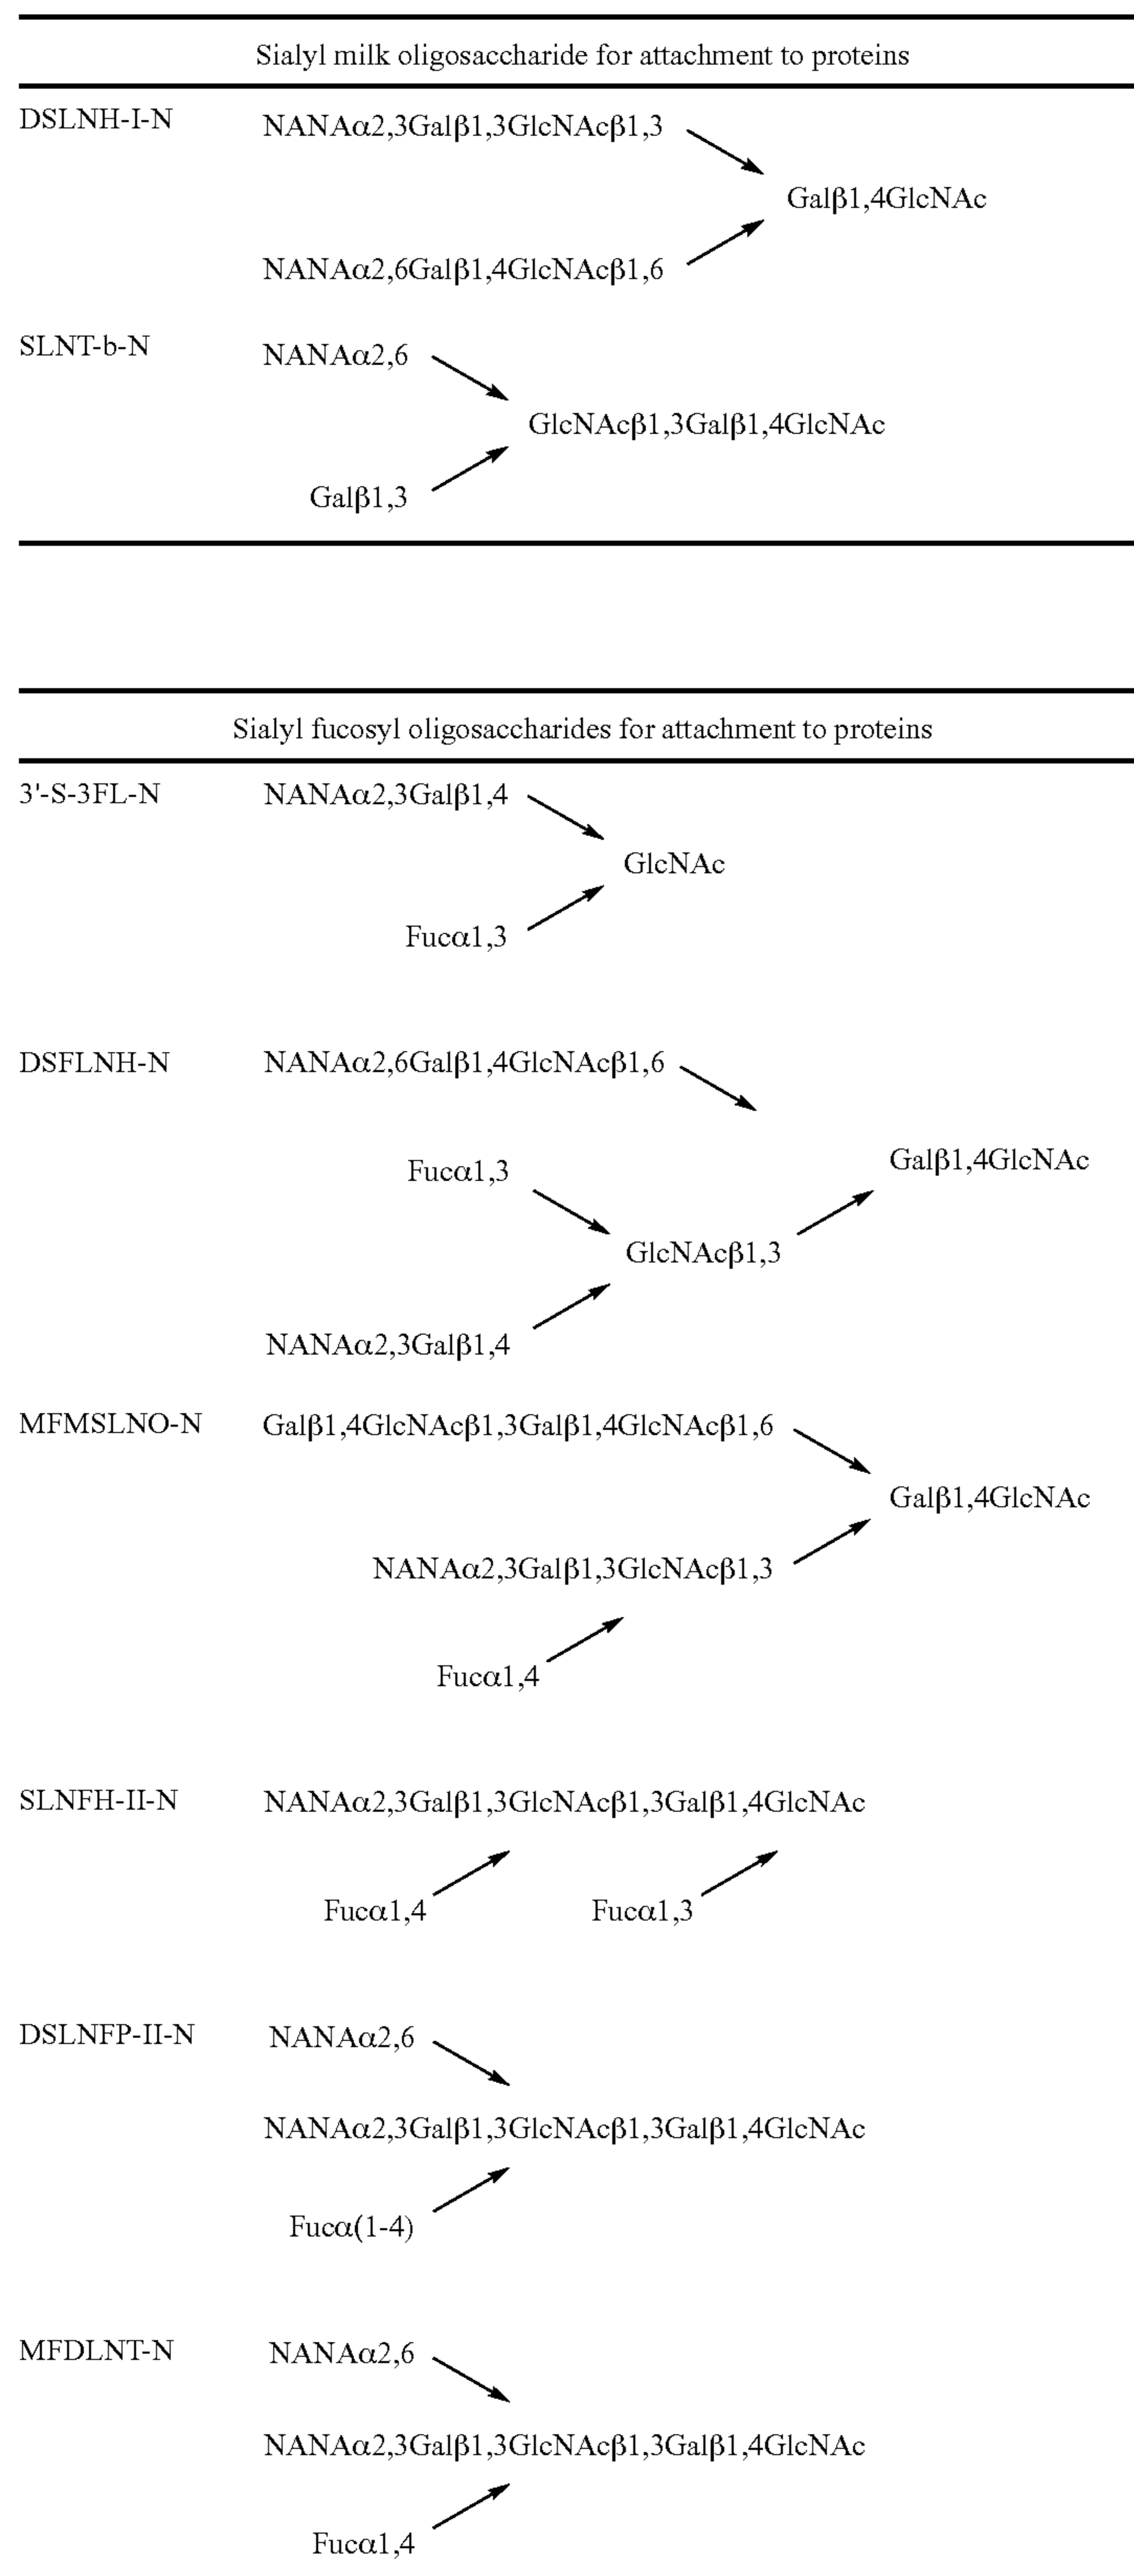 Sialyl milk oligosaccharide for attachment to proteins
DSLNH-I-N NANAα2,3Galβ1,3GlcNAcβ1,3
Galβ1,4GlcNAc
NANAα2,6Galβ1,4GlcNAcβ1,6
SLNT-b-N NANAα2,6
GlcNAcβ1,3Galβ1,4GlcNAc
Galβ1,3
Sialyl fucosyl oligosaccharides for attachment to proteins
3'-S-3FL-N NANAα2,3Galβ1,4
GlcNAc
Fucα1,3
DSFLNH-N NANAα2,6Galβ1,4GlcNAcβ1,6
Galβ1,4GlcNAc
Fucα1,3
GlcNAcβ1,3
NANAα2,3Galβ1,4
MFMSLNO-N Galβ1,4GlcNAcβ1,3Galβ1,4GlcNAcβ1,6
Galβ1,4GlcNAc
NANAα2,3Galβ1,3GlcNAcβ1,3
Fucα1,4
SLNFH-II-N NANAα2,3Galβ1,3GlcNAcβ1,3Galβ1,4GlcNAc
Fucα1,4 Fucα1,3
DSLNFP-II-N NANAα2,6
NANAα2,3Galβ1,3GlcNAcβ1,3Galβ1,4GlcNAc
Fucα(1-4)
MFDLNT-N NANAα2,6
NANAα2,3Galβ1,3GlcNAcβ1,3Galβ1,4GlcNAc
Fucα1,4